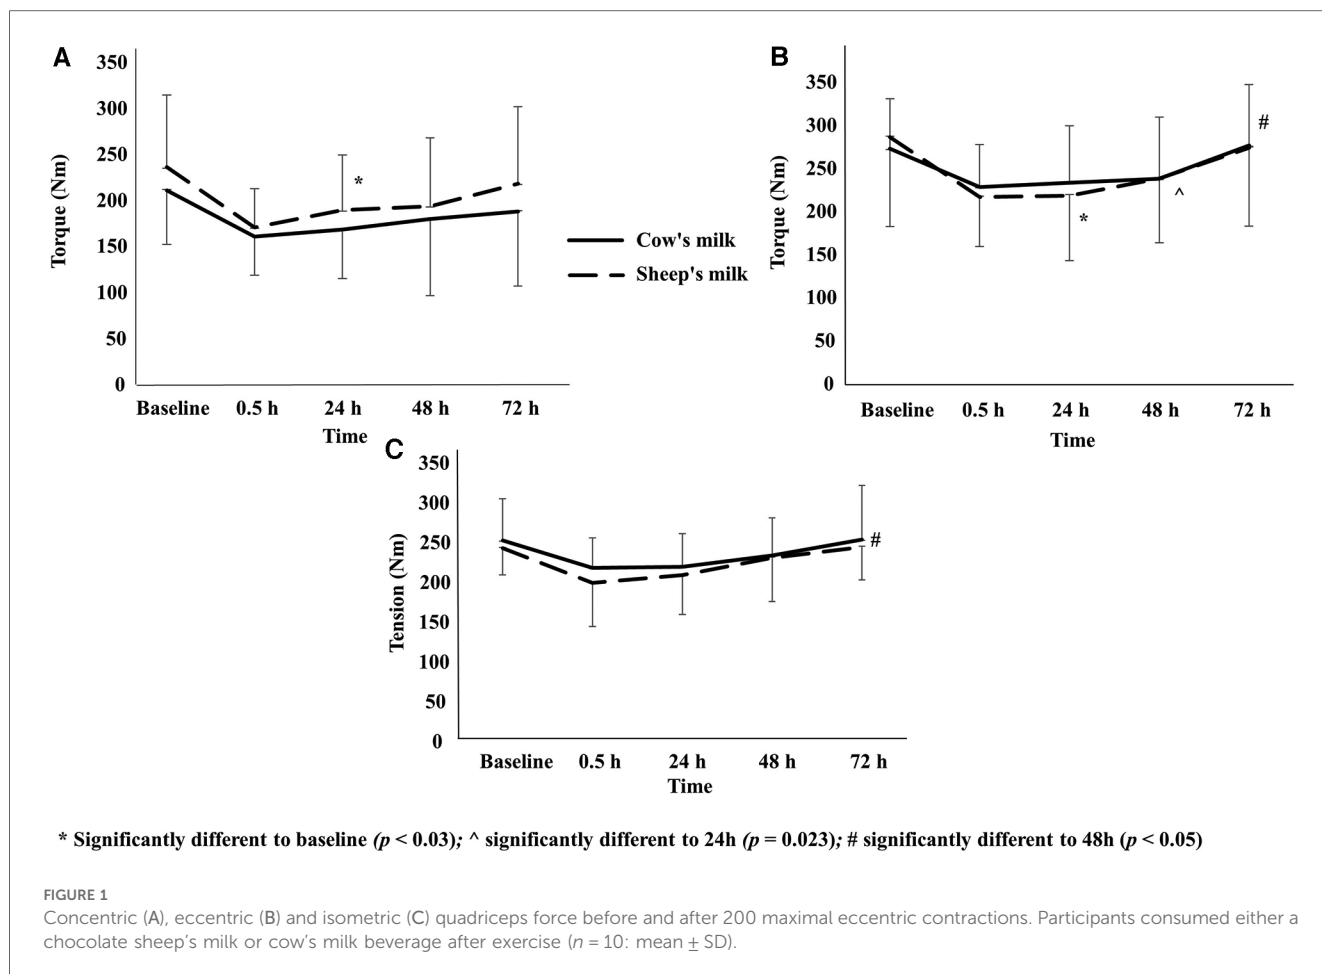 A
350
300
250
200
150
100
50
0
Torque (Nm)
*
Baseline 0.5 h 24 h 48 h 72 h
Time
Cow's milk
Sheep's milk
B
350
300
250
200
150
100
50
0
Torque (Nm)
#
^
*
Baseline 0.5 h 24 h 48 h 72 h
Time
C
350
300
250
200
150
100
50
0
Tension (Nm)
#
Baseline 0.5 h 24 h 48 h 72 h
Time
* Significantly different to baseline (p < 0.03); ^ significantly different to 24h (p = 0.023); # significantly different to 48h (p < 0.05)
FIGURE 1
Concentric (A), eccentric (B) and isometric (C) quadriceps force before and after 200 maximal eccentric contractions. Participants consumed either a
chocolate sheep’s milk or cow’s milk beverage after exercise (n = 10: mean ± SD).